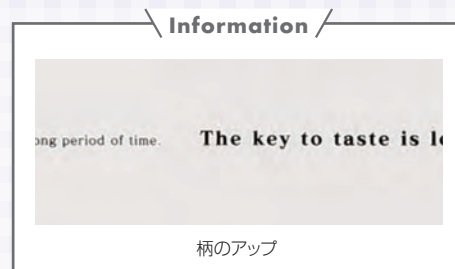 Information
ong period of time. The key to taste is l
柄のアップ